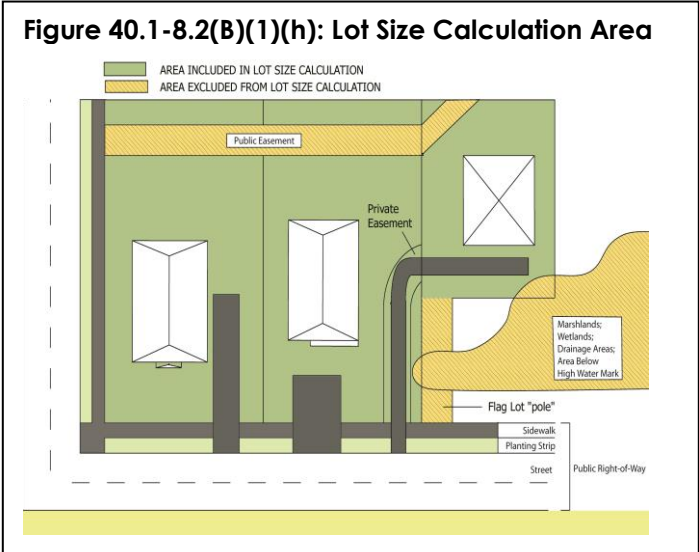 Figure 40.1-8.2(B)(1)(h): Lot Size Calculation Area
AREA INCLUDED IN LOT SIZE CALCULATION
AREA EXCLUDED FROM LOT SIZE CALCULATION
Public Easement
Private
Easement
Marshlands;
Wetlands;
Drainage Areas;
Area Below
High Water Mark
Flag Lot "pole"
Sidewalk
Planting Strip
Street
Public Right-of-Way